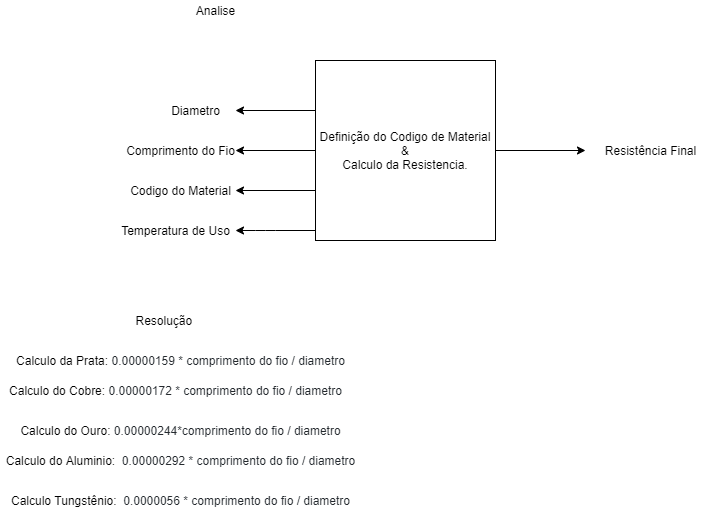 Analise
Diametro
Comprimento do Fio
Codigo do Material
Temperatura de Uso
Definição do Codigo de Material
&
Calculo da Resistencia.
Resistência Final
Resolução
Calculo da Prata: 0.00000159 * comprimento do fio / diametro
Calculo do Cobre: 0.00000172 * comprimento do fio / diametro
Calculo do Ouro: 0.00000244*comprimento do fio / diametro
Calculo do Aluminio:  0.00000292 * comprimento do fio / diametro
Calculo Tungstênio:  0.0000056 * comprimento do fio / diametro